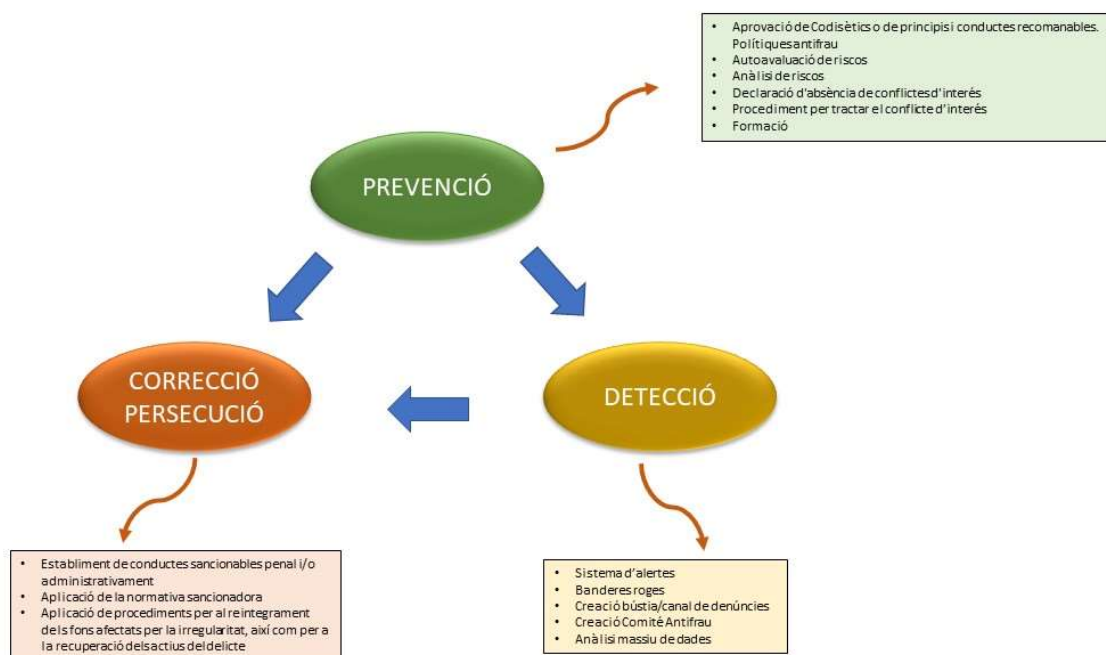 • Aprovació de Codis ètics o de principis i conductes recomanables.
Polítiques antifrau
• Autoavaluació de riscos
• Anàlisi de riscos
• Declaració d'absència de conflictes d'interés
• Procediment per tractar el conflicte d'interés
• Formació
PREVENCIÓ
CORRECCIÓ
PERSECUCIÓ
DETECCIÓ
• Establiment de conductes sancionables penal i/o
administrativament
• Aplicació de la normativa sancionadora
• Aplicació de procediments per al reintegrament
dels fons afectats per la irregularitat, així com per a
la recuperació dels actius del delicte
• Sistema d'alertes
• Banderes roges
• Creació bústia/canal de denúncies
• Creació Comité Antifrau
• Anàlisi massiu de dades